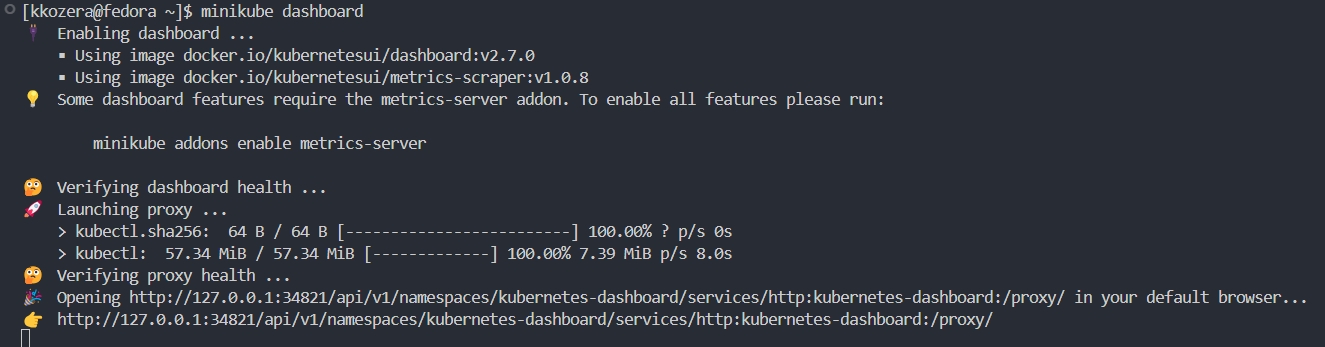 [kkozera@fedora ~]$ minikube dashboard
🔌 Enabling dashboard ...
▪ Using image docker.io/kubernetesui/dashboard:v2.7.0
▪ Using image docker.io/kubernetesui/metrics-scraper:v1.0.8
💡 Some dashboard features require the metrics-server addon. To enable all features please run:
minikube addons enable metrics-server
🤔 Verifying dashboard health ...
🚀 Launching proxy ...
> kubectl.sha256: 64 B / 64 B [-------------------------] 100.00% ? p/s 0s
> kubectl: 57.34 MiB / 57.34 MiB [-------------] 100.00% 7.39 MiB p/s 8.0s
🤔 Verifying proxy health ...
🎉 Opening http://127.0.0.1:34821/api/v1/namespaces/kubernetes-dashboard/services/http:kubernetes-dashboard:/proxy/ in your default browser...
👉 http://127.0.0.1:34821/api/v1/namespaces/kubernetes-dashboard/services/http:kubernetes-dashboard:/proxy/